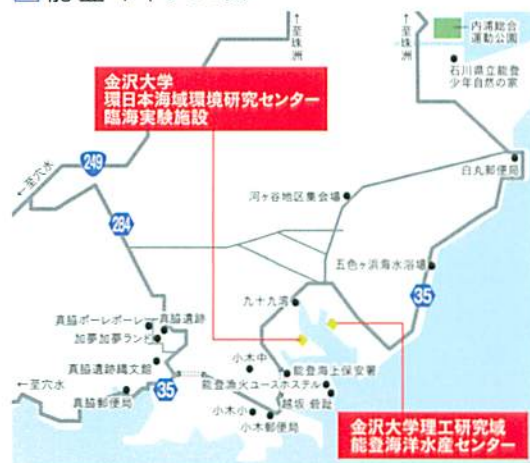 ↑至珠洲
↑至珠洲
内浦総合
運動公園
石川県立能登
少年自然の家
金沢大学
環日本海域環境研究センター
臨海実験施設
249
←至穴水
白丸郵便局
河ヶ谷地区集会場
284
五色ヶ浜海水浴場
35
九十九湾
真脇ポーレポーレ
真脇遺跡
加夢加夢ランド
小木中
能登海上保安署
真脇遺跡縄文館
能登漁火ユースホステル
←至穴水
35
越坂
真脇郵便局
小木小
小木郵便局
金沢大学理工研究域
能登海洋水産センター